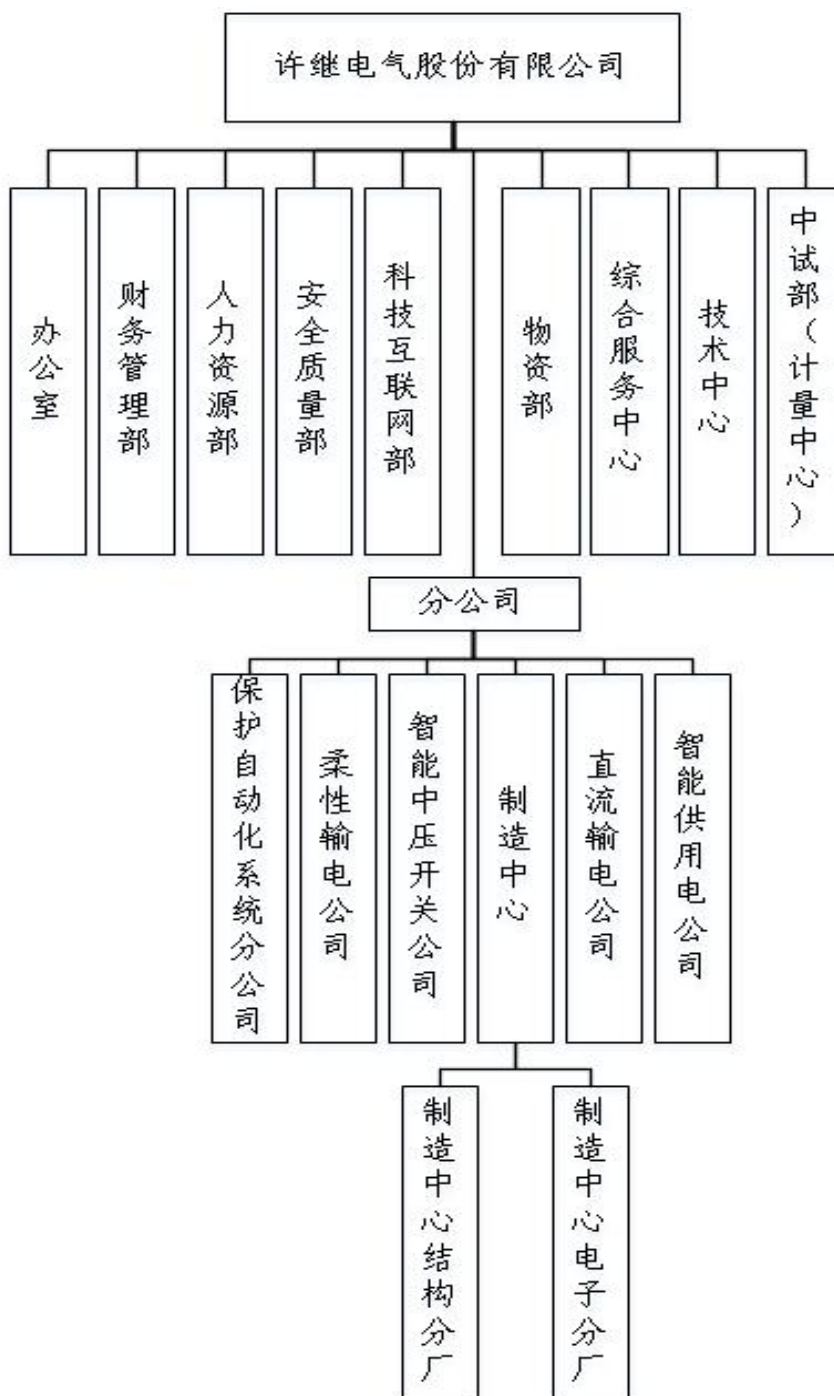 许继电气股份有限公司
办公室
财务管理部
人力资源部
安全质量部
科技互联网部
物资部
综合服务中心
技术中心
中试部（计量中心）
分公司
保护自动化系统分公司
柔性输电公司
智能中压开关公司
制造中心
直流输电公司
智能供用电公司
制造中心结构分厂
制造中心电子分厂